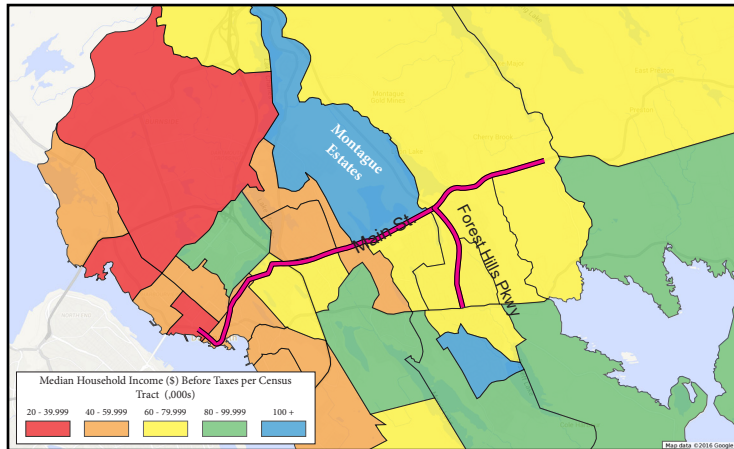 Montague
Estates
Main St.
Forest Hills Pkwy
Median Household Income ($) Before Taxes per Census
Tract (,000s)
20 - 39.999 40 - 59.999 60 - 79.999 80 - 99.999 100 +
Map data ©2016 Google